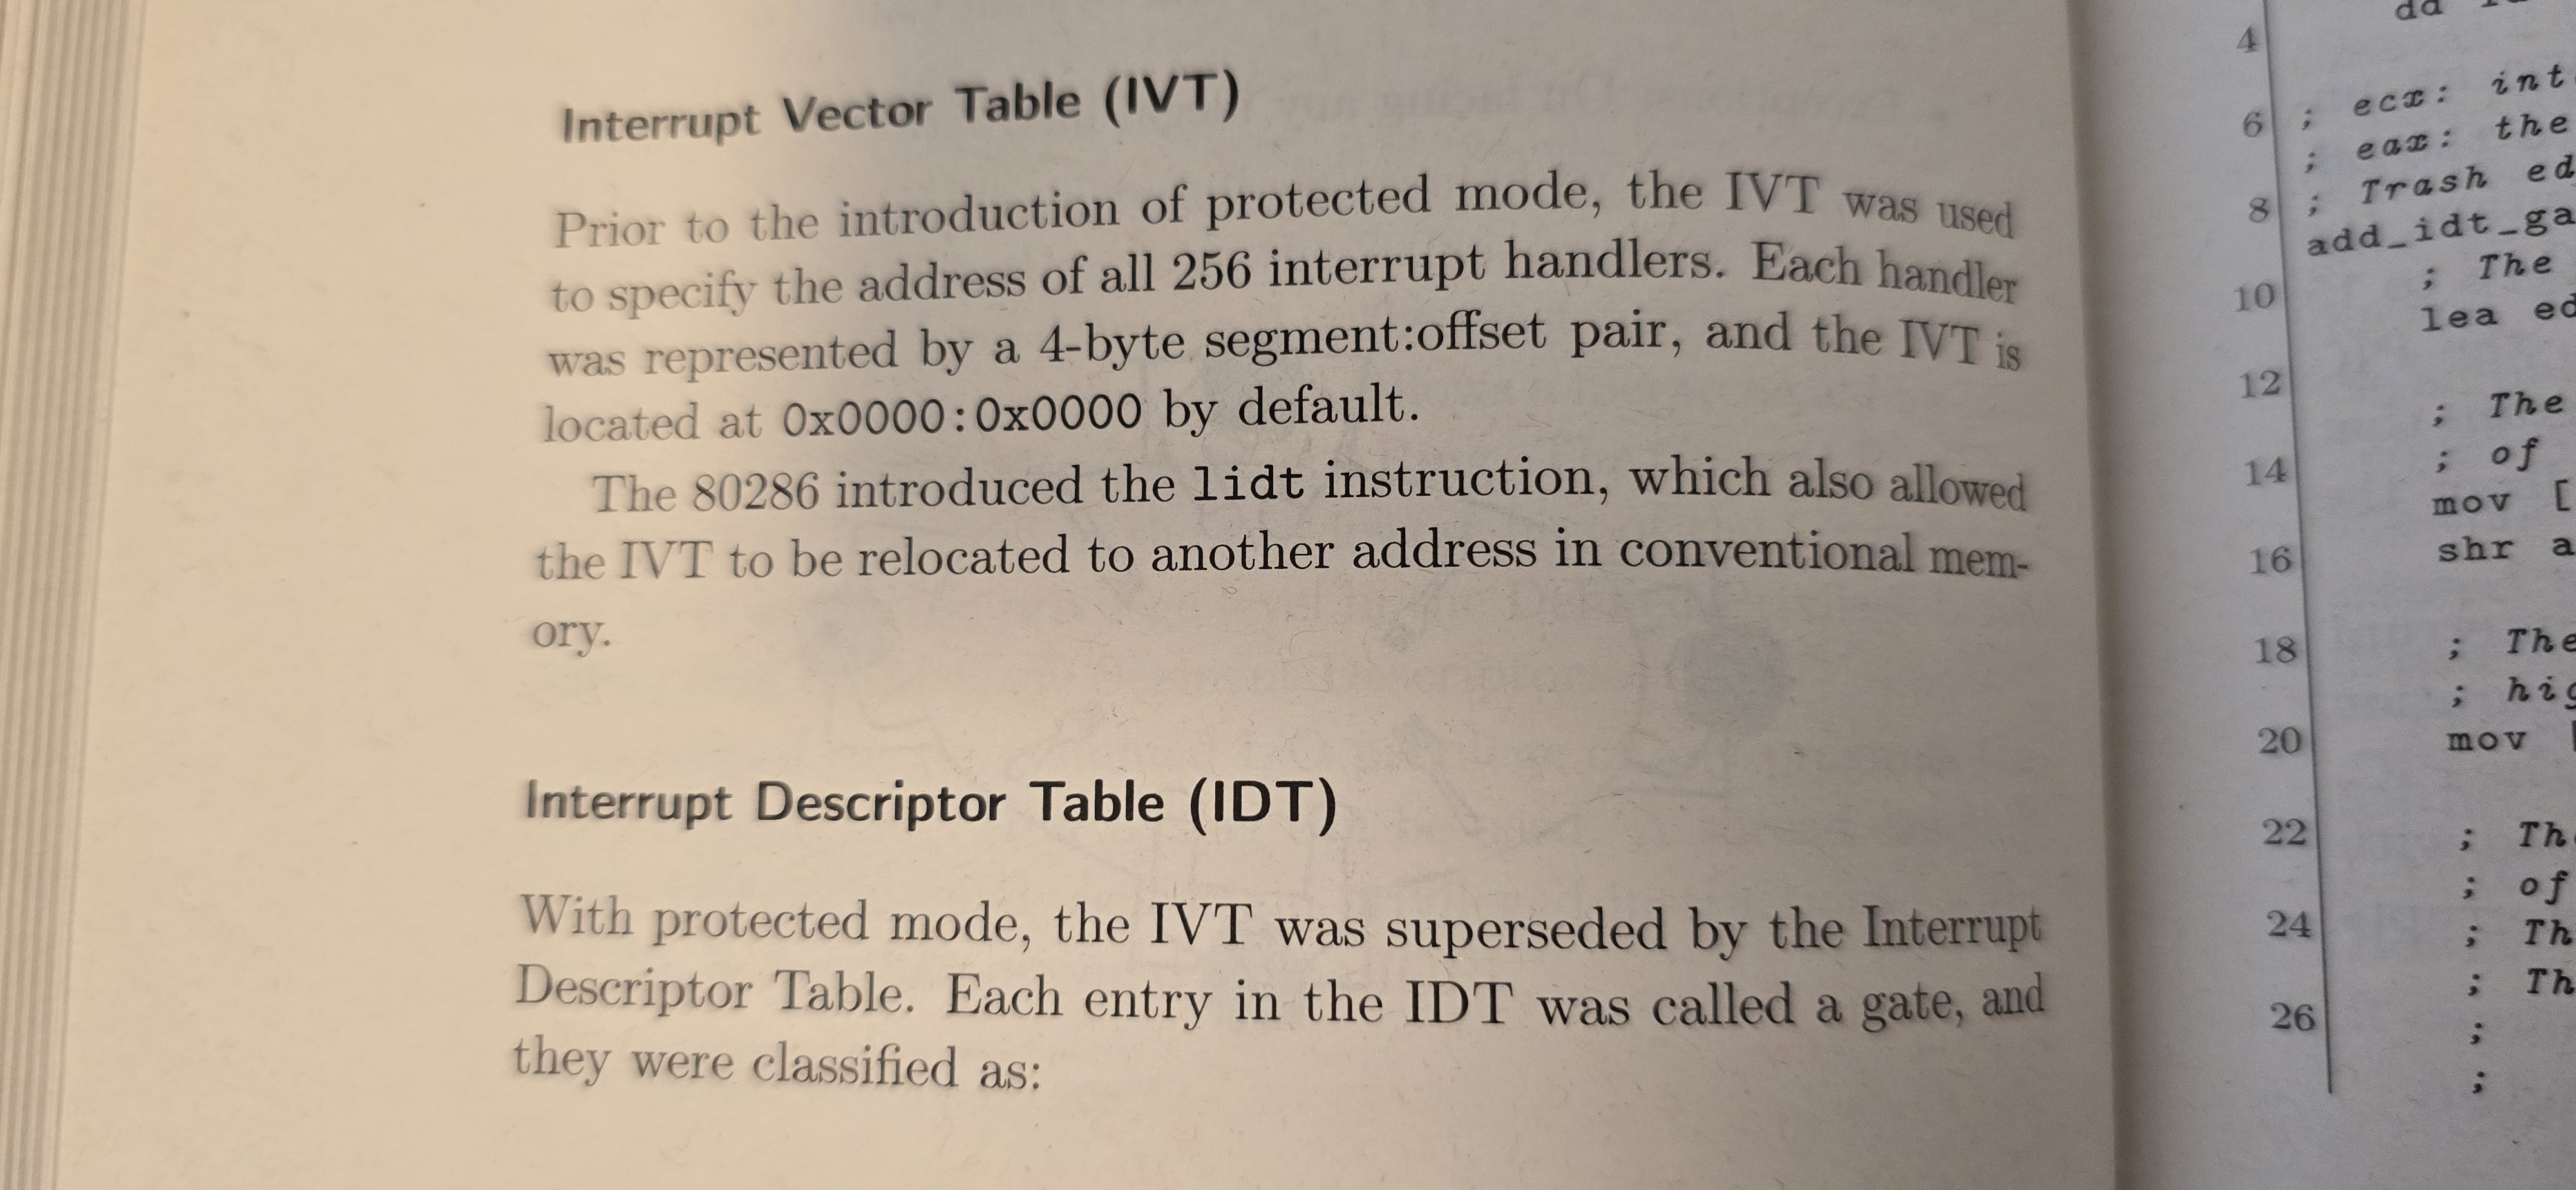 Interrupt Vector Table (IVT)
Prior to the introduction of protected mode, the IVT was used
to specify the address of all 256 interrupt handlers. Each handler
was represented by a 4-byte segment:offset pair, and the IVT is
located at 0x0000:0x0000 by default.
The 80286 introduced the lidt instruction, which also allowed
the IVT to be relocated to another address in conventional mem-
ory.
Interrupt Descriptor Table (IDT)
With protected mode, the IVT was superseded by the Interrupt
Descriptor Table. Each entry in the IDT was called a gate, and
they were classified as:
dd
4
; ecx: int
6
; eax: the
; Trash ed
8
add_idt_ga
; The
10
lea ed
12
; The
; of
14
mov [
shr a
16
; The
18
; hig
mov
20
; Th
22
; of
; Th
24
; Th
;
26
;